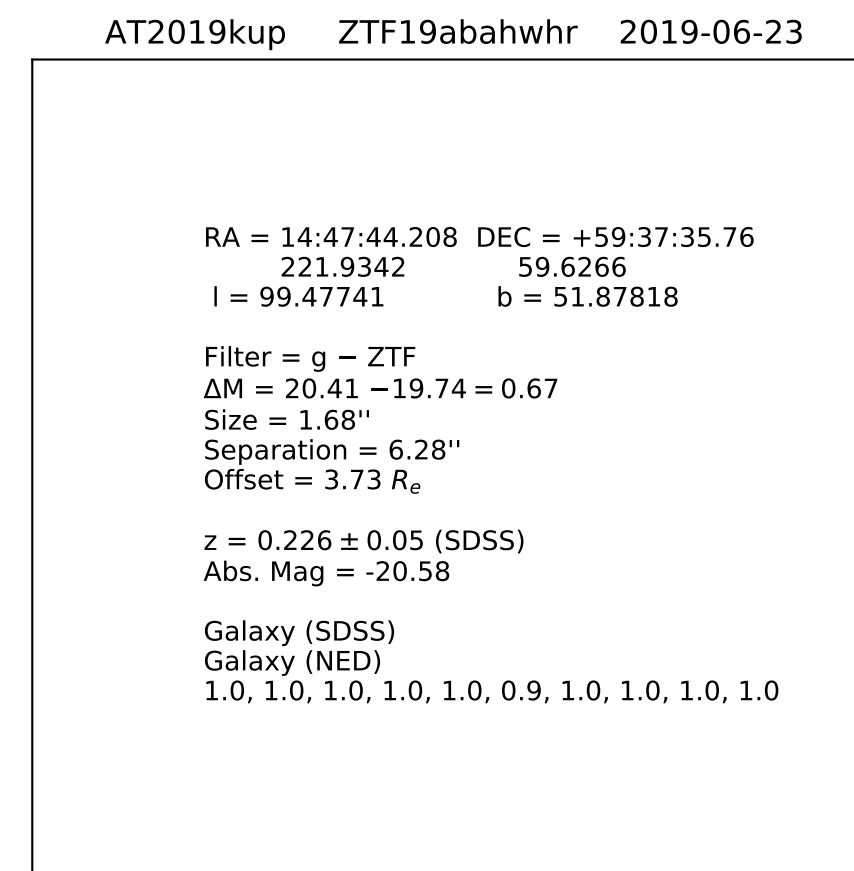 AT2019kup ZTF19abahwhr 2019-06-23
RA = 14:47:44.208 DEC = +59:37:35.76
221.9342 59.6266
l = 99.47741 b = 51.87818
Filter = g − ZTF
ΔM = 20.41 −19.74 = 0.67
Size = 1.68''
Separation = 6.28''
Offset = 3.73 Re
z = 0.226 ± 0.05 (SDSS)
Abs. Mag = -20.58
Galaxy (SDSS)
Galaxy (NED)
1.0, 1.0, 1.0, 1.0, 1.0, 0.9, 1.0, 1.0, 1.0, 1.0